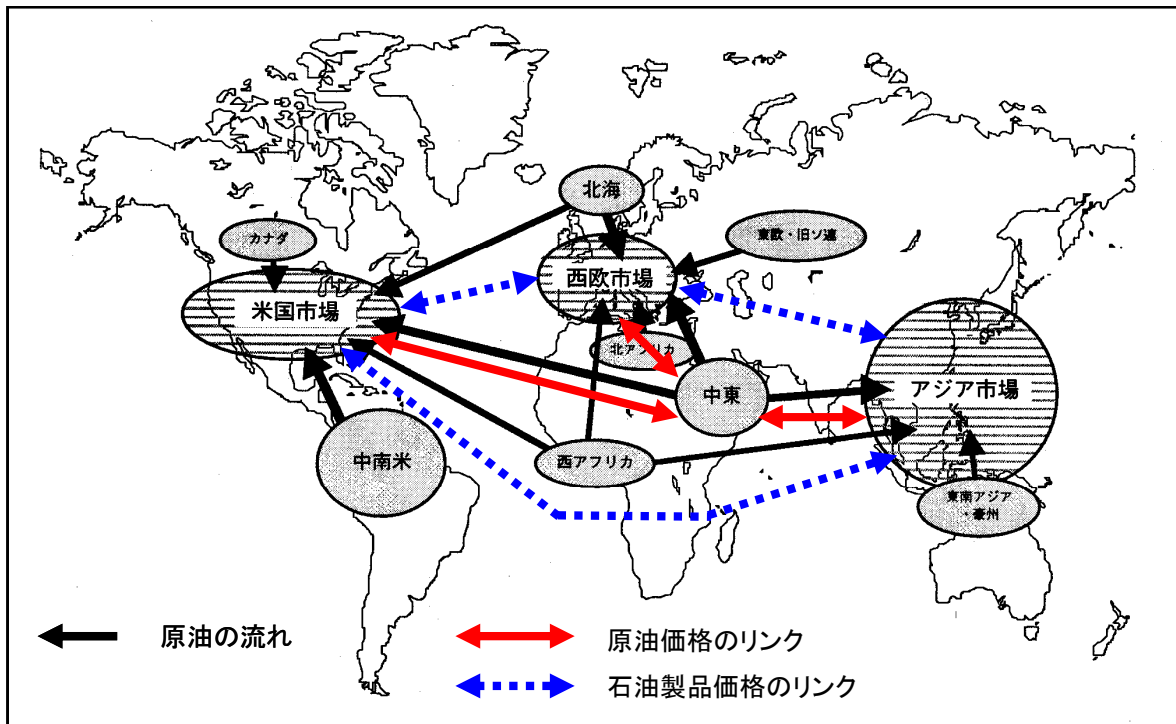 北海
カナダ
東欧・旧ソ連
西欧市場
米国市場
北アフリカ
中東
アジア市場
中南米
西アフリカ
東南アジア
・豪州
原油の流れ
原油価格のリンク
石油製品価格のリンク